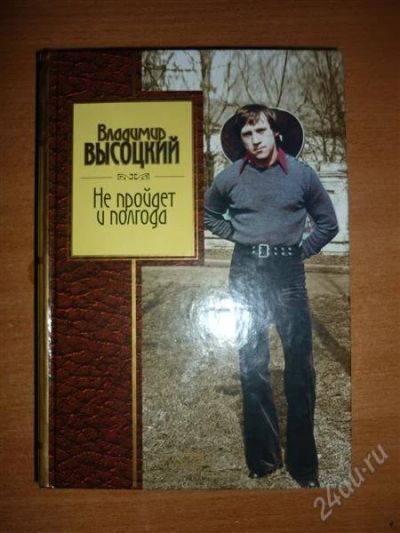 Владимир
ВЫСОЦКИЙ
Не пройдет
и полгода
24au.ru